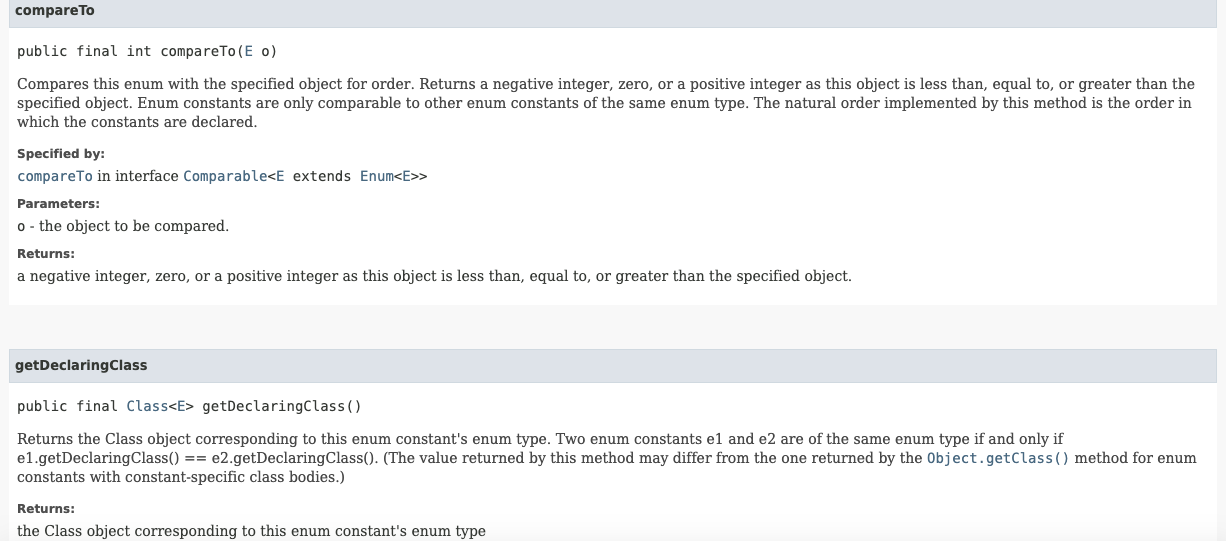 compareTo
public final int compareTo(E o)
Compares this enum with the specified object for order. Returns a negative integer, zero, or a positive integer as this object is less than, equal to, or greater than the
specified object. Enum constants are only comparable to other enum constants of the same enum type. The natural order implemented by this method is the order in
which the constants are declared.
Specified by:
compareTo in interface Comparable<E extends Enum<E>>
Parameters:
o - the object to be compared.
Returns:
a negative integer, zero, or a positive integer as this object is less than, equal to, or greater than the specified object.
getDeclaringClass
public final Class<E> getDeclaringClass()
Returns the Class object corresponding to this enum constant's enum type. Two enum constants e1 and e2 are of the same enum type if and only if
e1.getDeclaringClass() == e2.getDeclaringClass(). (The value returned by this method may differ from the one returned by the Object.getClass() method for enum
constants with constant-specific class bodies.)
Returns:
the Class object corresponding to this enum constant's enum type